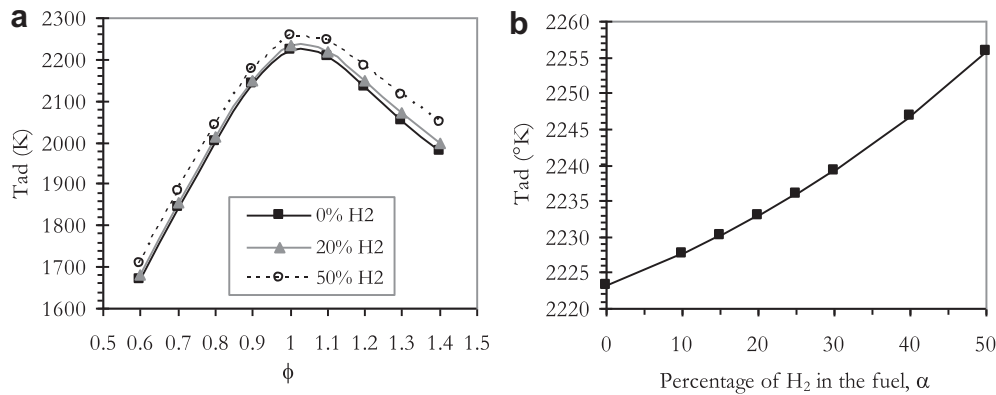 a
2300
2200
2100
2000
1900
1800
1700
1600
Tad (K)
0% H2
20% H2
50% H2
0.5 0.6 0.7 0.8 0.9 1 1.1 1.2 1.3 1.4 1.5
ϕ
b
2260
2255
2250
2245
2240
2235
2230
2225
2220
Tad (°K)
0 10 20 30 40 50
Percentage of H₂ in the fuel, α